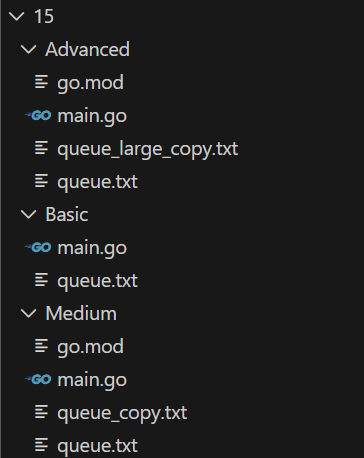 15
Advanced
go.mod
GO main.go
queue_large_copy.txt
queue.txt
Basic
GO main.go
queue.txt
Medium
go.mod
GO main.go
queue_copy.txt
queue.txt